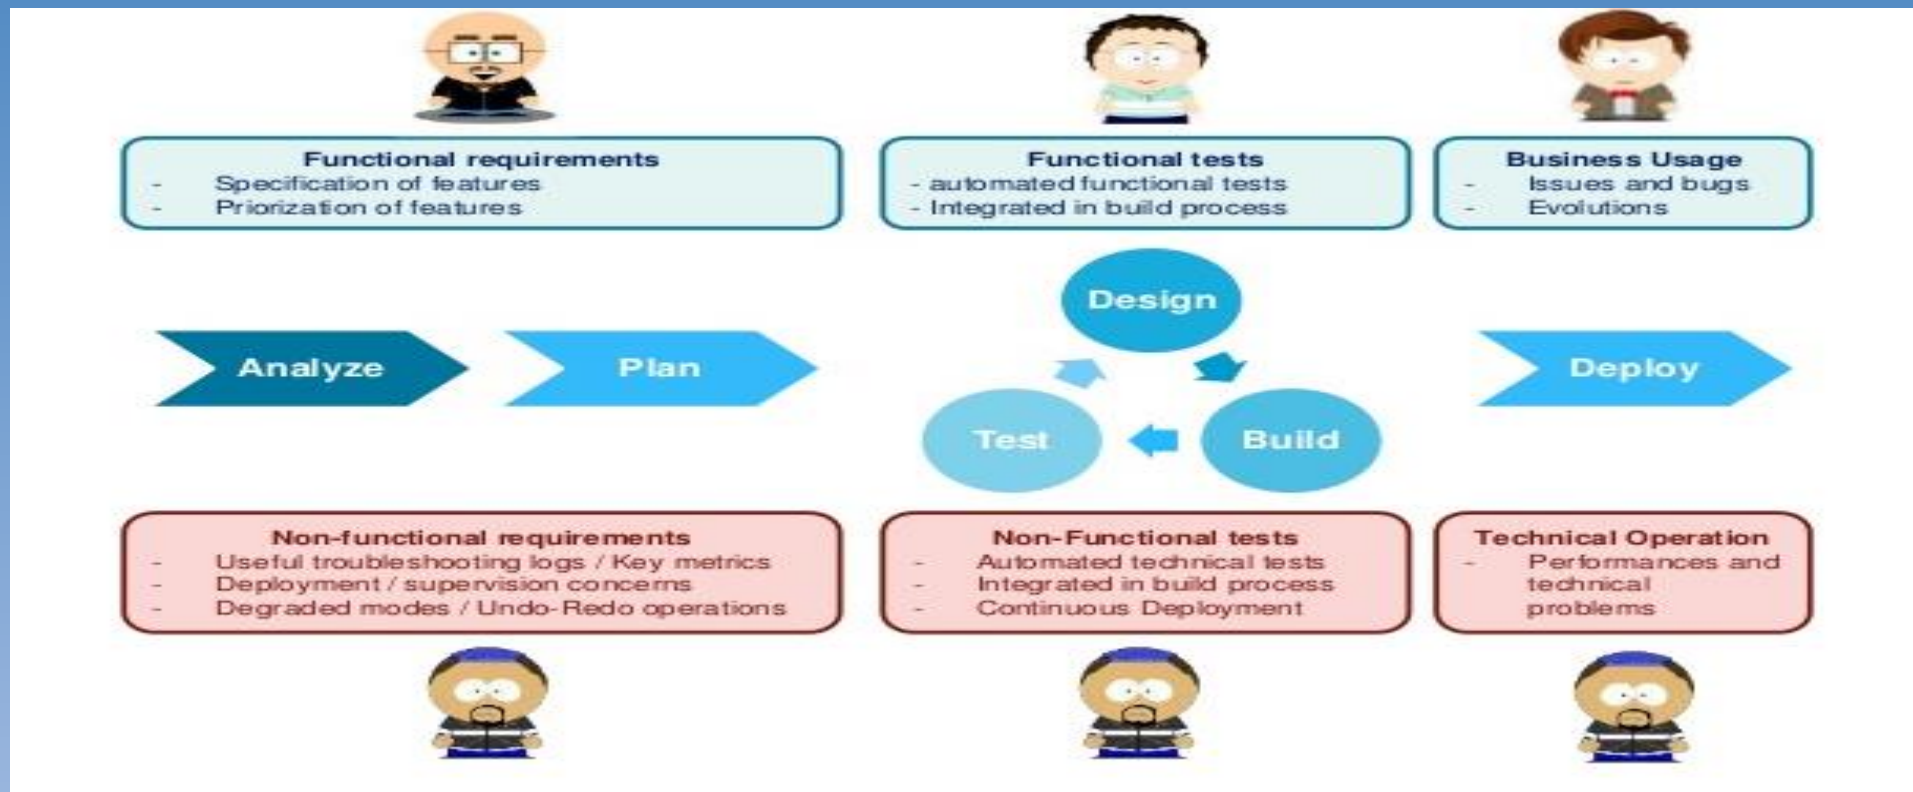 Functional requirements
- Specification of features
- Priorization of features
Functional tests
- automated functional tests
- Integrated in build process
Business Usage
- Issues and bugs
- Evolutions
Analyze
Plan
Design
Build
Test
Deploy
Non-functional requirements
- Useful troubleshooting logs / Key metrics
- Deployment / supervision concerns
- Degraded modes / Undo-Redo operations
Non-Functional tests
- Automated technical tests
- Integrated in build process
- Continuous Deployment
Technical Operation
- Performances and
technical
problems